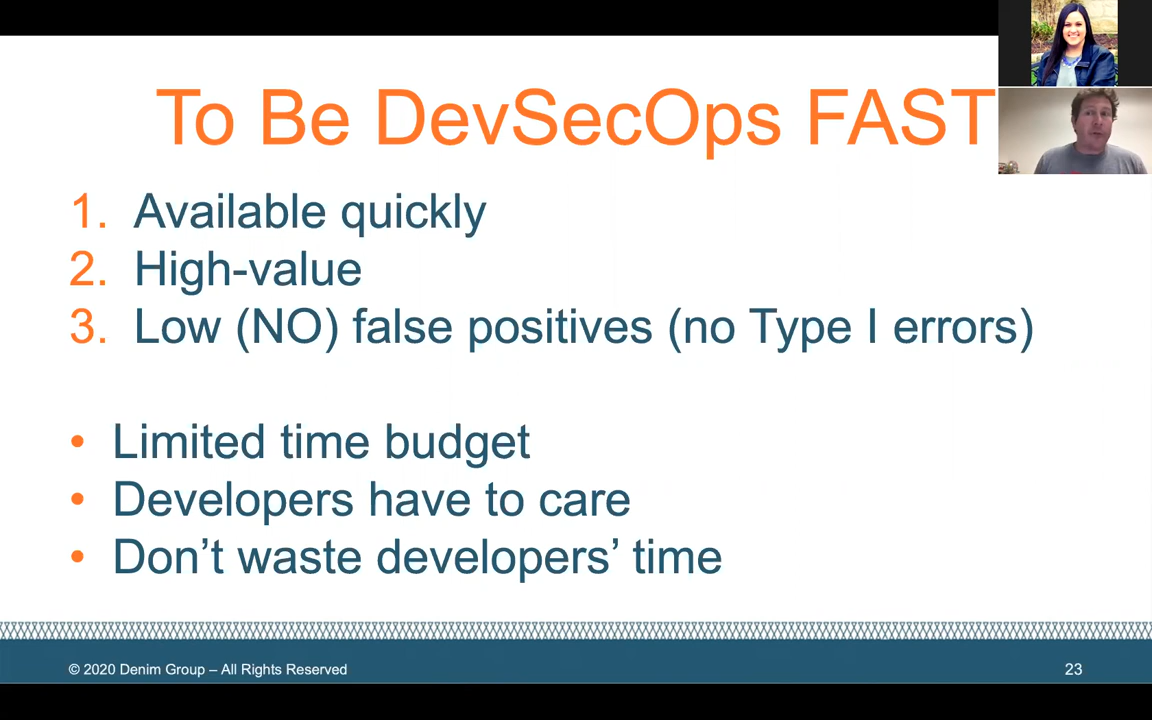 To Be DevSecOps FAST
1. Available quickly
2. High-value
3. Low (NO) false positives (no Type I errors)
• Limited time budget
• Developers have to care
• Don’t waste developers’ time
© 2020 Denim Group – All Rights Reserved
23